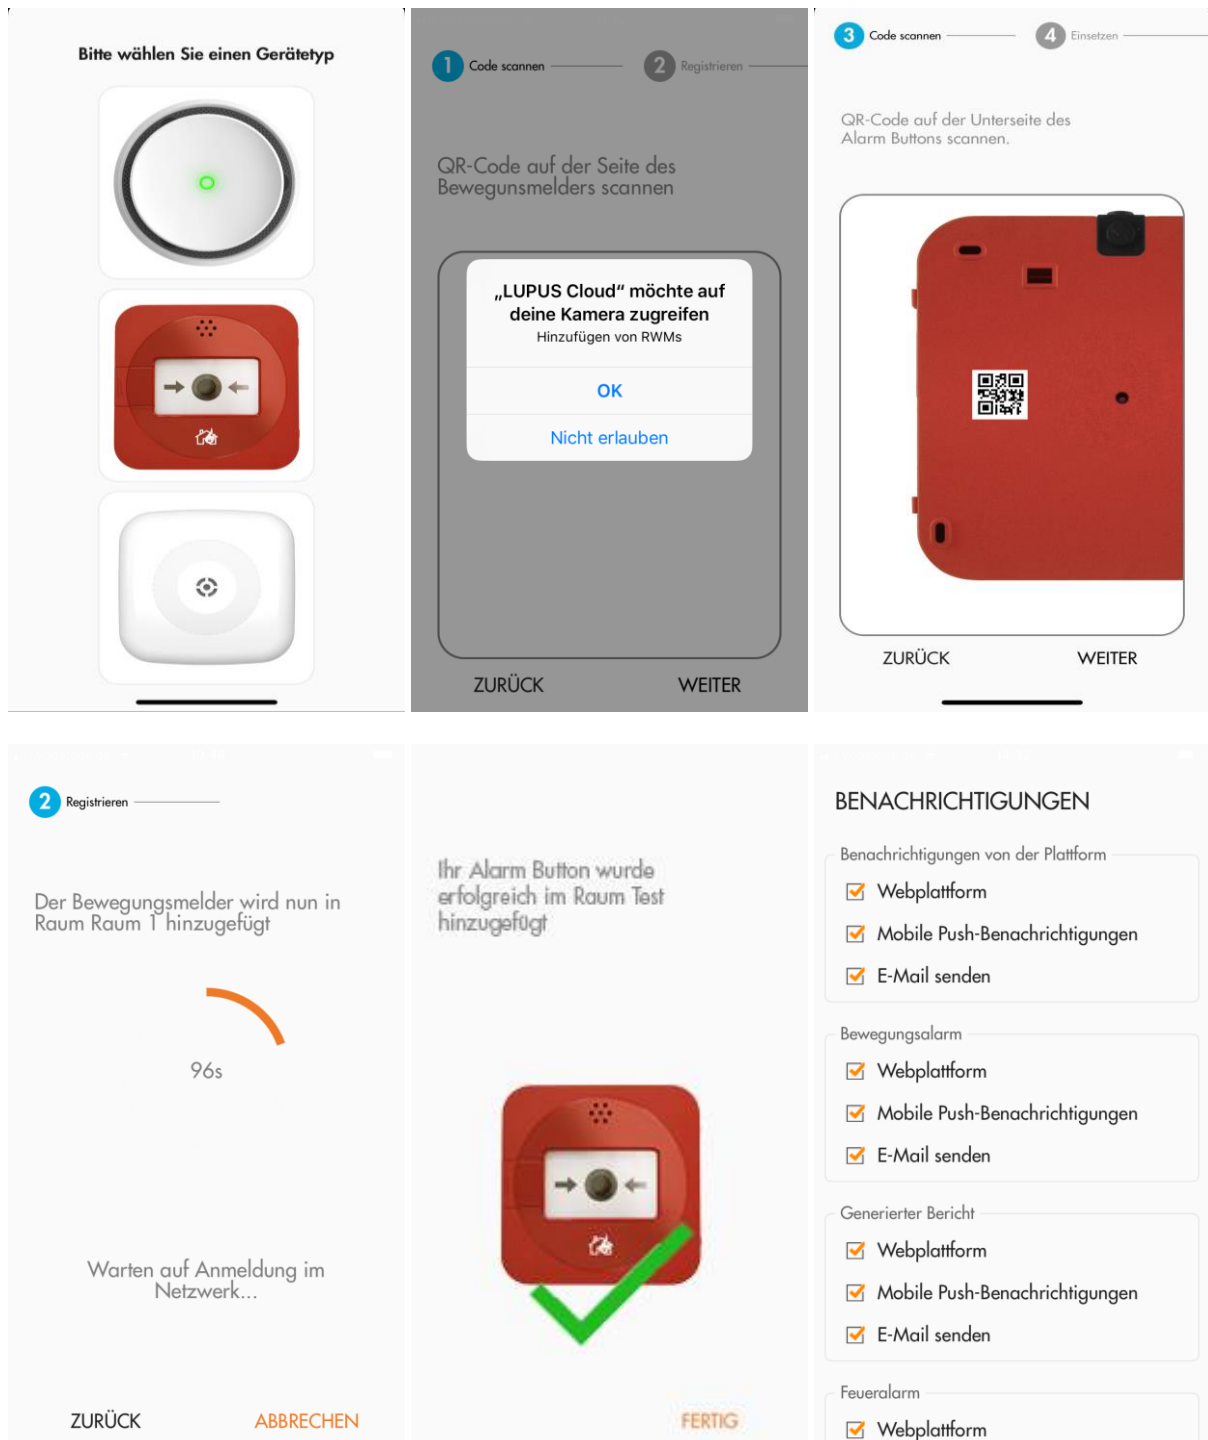 Bitte wählen Sie einen Gerätetyp
1 Code scannen
2 Registrieren
QR-Code auf der Seite des
Bewegunsmelders scannen
„LUPUS Cloud“ möchte auf
deine Kamera zugreifen
Hinzufügen von RWMs
OK
Nicht erlauben
ZURÜCK
WEITER
3 Code scannen
4 Einsetzen
QR-Code auf der Unterseite des
Alarm Buttons scannen.
ZURÜCK
WEITER
2 Registrieren
Der Bewegungsmelder wird nun in
Raum Raum 1 hinzugefügt
96s
Warten auf Anmeldung im
Netzwerk...
ZURÜCK
ABBRECHEN
Ihr Alarm Button wurde
erfolgreich im Raum Test
hinzugefügt
FERTIG
BENACHRICHTIGUNGEN
Benachrichtigungen von der Plattform
Webplattform
Mobile Push-Benachrichtigungen
E-Mail senden
Bewegungsalarm
Webplattform
Mobile Push-Benachrichtigungen
E-Mail senden
Generierter Bericht
Webplattform
Mobile Push-Benachrichtigungen
E-Mail senden
Feueralarm
Webplattform